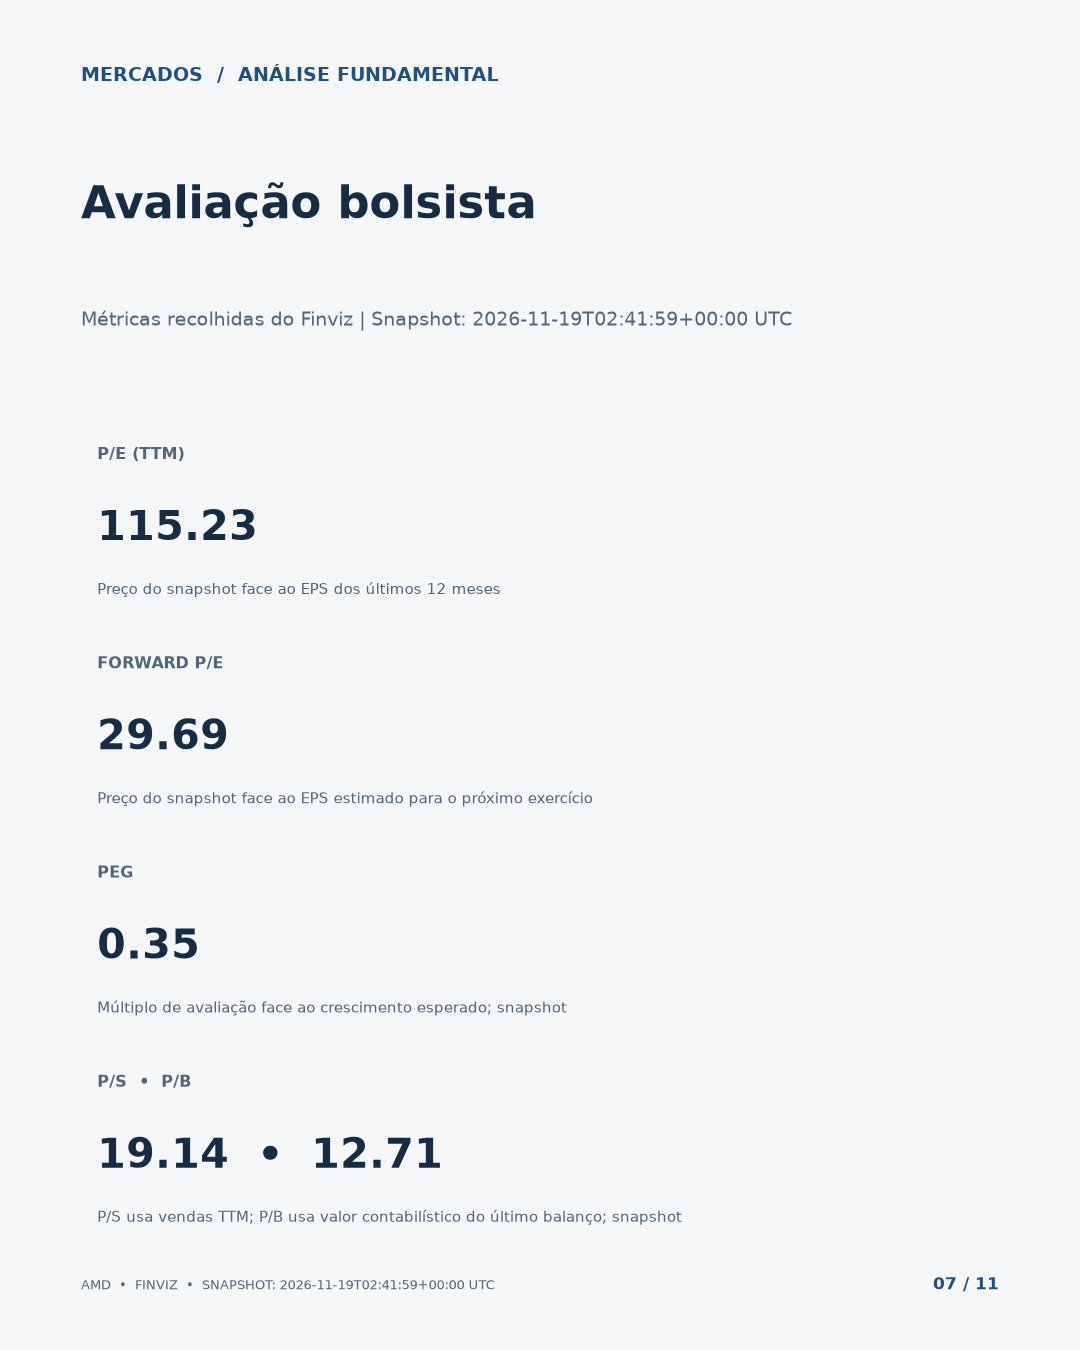 MERCADOS / ANÁLISE FUNDAMENTAL
Avaliação bolsista
Métricas recolhidas do Finviz | Snapshot: 2026-11-19T02:41:59+00:00 UTC
P/E (TTM)
115.23
Preço do snapshot face ao EPS dos últimos 12 meses
FORWARD P/E
29.69
Preço do snapshot face ao EPS estimado para o próximo exercício
PEG
0.35
Múltiplo de avaliação face ao crescimento esperado; snapshot
P/S • P/B
19.14 • 12.71
P/S usa vendas TTM; P/B usa valor contabilístico do último balanço; snapshot
AMD • FINVIZ • SNAPSHOT: 2026-11-19T02:41:59+00:00 UTC
07 / 11